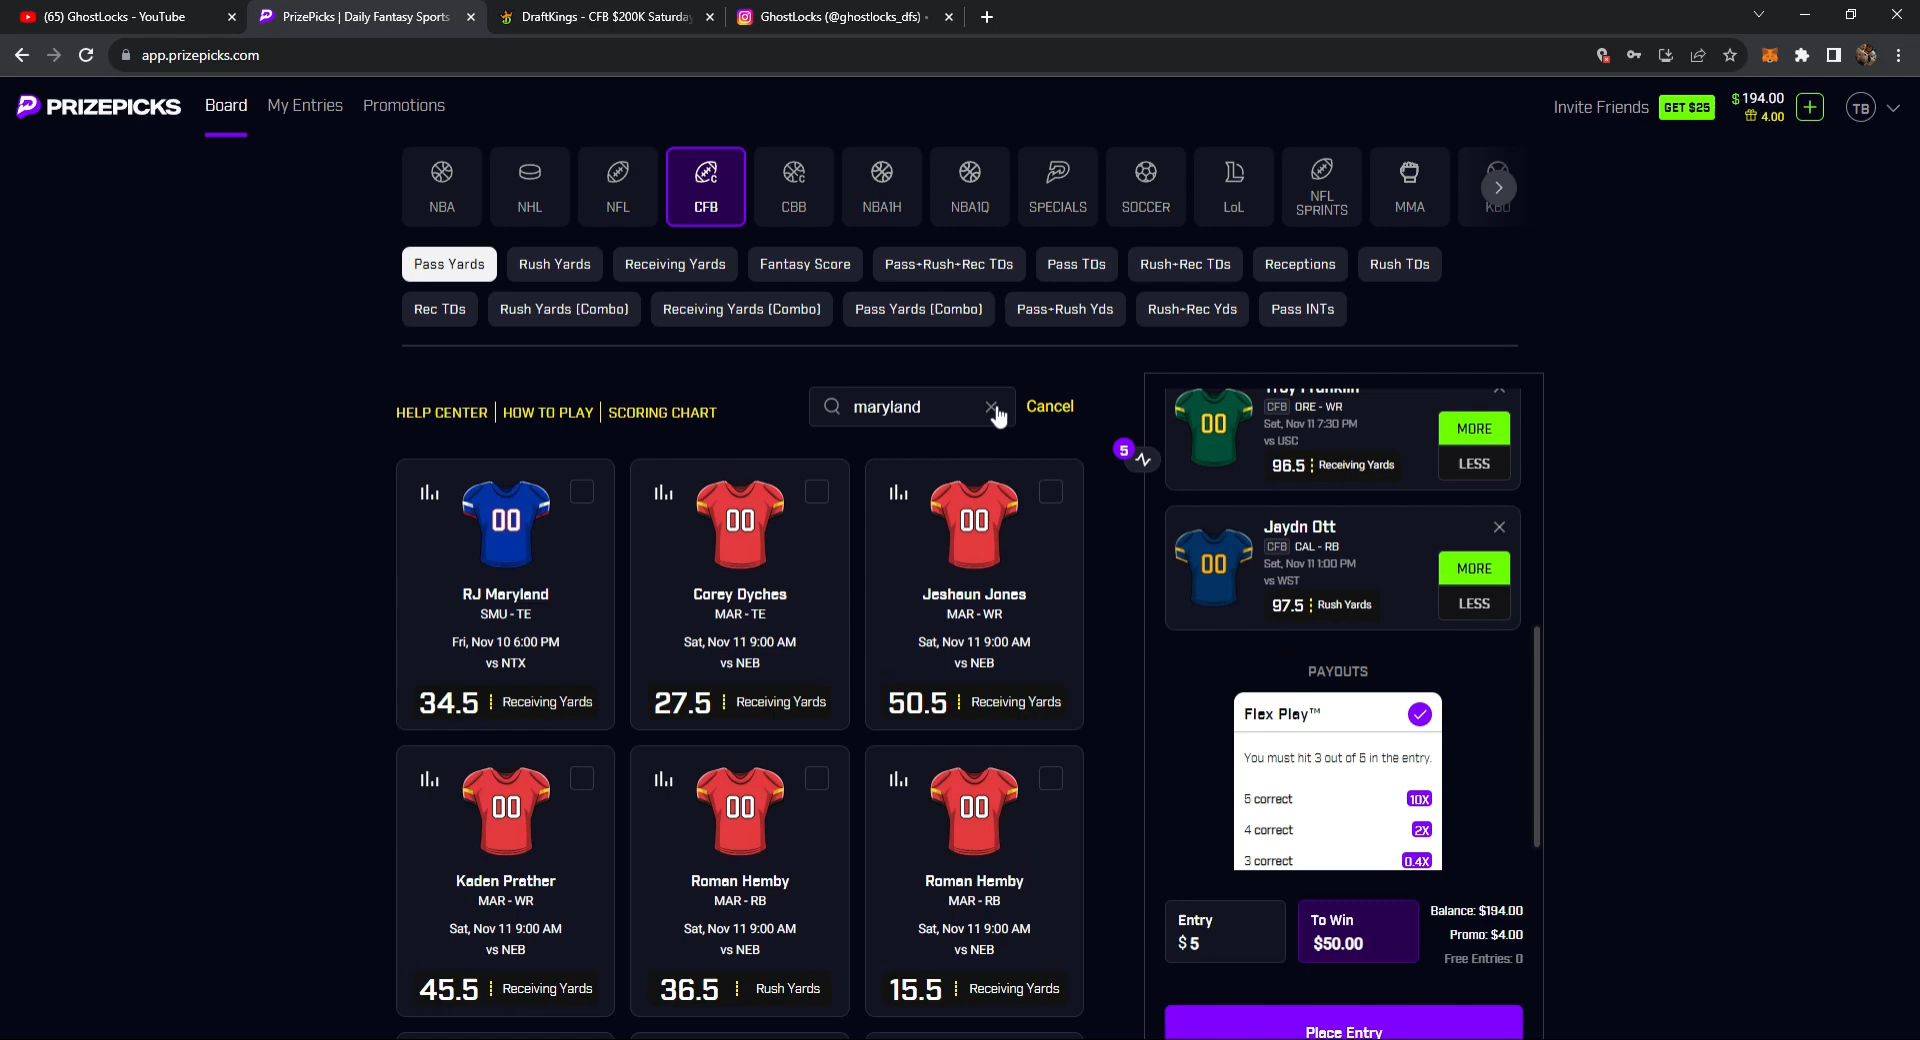 (65) GhostLocks - YouTube
PrizePicks | Daily Fantasy Sports
DraftKings - CFB $200K Saturda
GhostLocks (@ghostlocks_dfs) •
app.prizepicks.com
PRIZEPICKS
Board
My Entries
Promotions
Invite Friends
GET $25
$ 194.00
4.00
TB
NBA
NHL
NFL
CFB
CBB
NBA1H
NBA1Q
SPECIALS
SOCCER
LoL
NFL SPRINTS
MMA
Pass Yards
Rush Yards
Receiving Yards
Fantasy Score
Pass+Rush+Rec TDs
Pass TDs
Rush+Rec TDs
Receptions
Rush TDs
Rec TDs
Rush Yards (Combo)
Receiving Yards (Combo)
Pass Yards (Combo)
Pass+Rush Yds
Rush+Rec Yds
Pass INTs
HELP CENTER
HOW TO PLAY
SCORING CHART
maryland
Cancel
00
RJ Maryland
SMU - TE
Fri, Nov 10 6:00 PM
vs NTX
34.5
Receiving Yards
00
Corey Dyches
MAR - TE
Sat, Nov 11 9:00 AM
vs NEB
27.5
Receiving Yards
00
Jeshaun Jones
MAR - WR
Sat, Nov 11 9:00 AM
vs NEB
50.5
Receiving Yards
00
Kaden Prather
MAR - WR
Sat, Nov 11 9:00 AM
vs NEB
45.5
Receiving Yards
00
Roman Hemby
MAR - RB
Sat, Nov 11 9:00 AM
vs NEB
36.5
Rush Yards
00
Roman Hemby
MAR - RB
Sat, Nov 11 9:00 AM
vs NEB
15.5
Receiving Yards
5
Troy Franklin
00
CFB ORE - WR
Sat, Nov 11 7:30 PM
vs USC
96.5
Receiving Yards
MORE
LESS
00
Jaydn Ott
CFB CAL - RB
Sat, Nov 11 1:00 PM
vs WST
97.5
Rush Yards
MORE
LESS
PAYOUTS
Flex Play™
You must hit 3 out of 5 in the entry.
5 correct
10X
4 correct
2X
3 correct
0.4X
Entry
$ 5
To Win
$50.00
Balance: $194.00
Promo: $4.00
Free Entries: 0
Place Entry